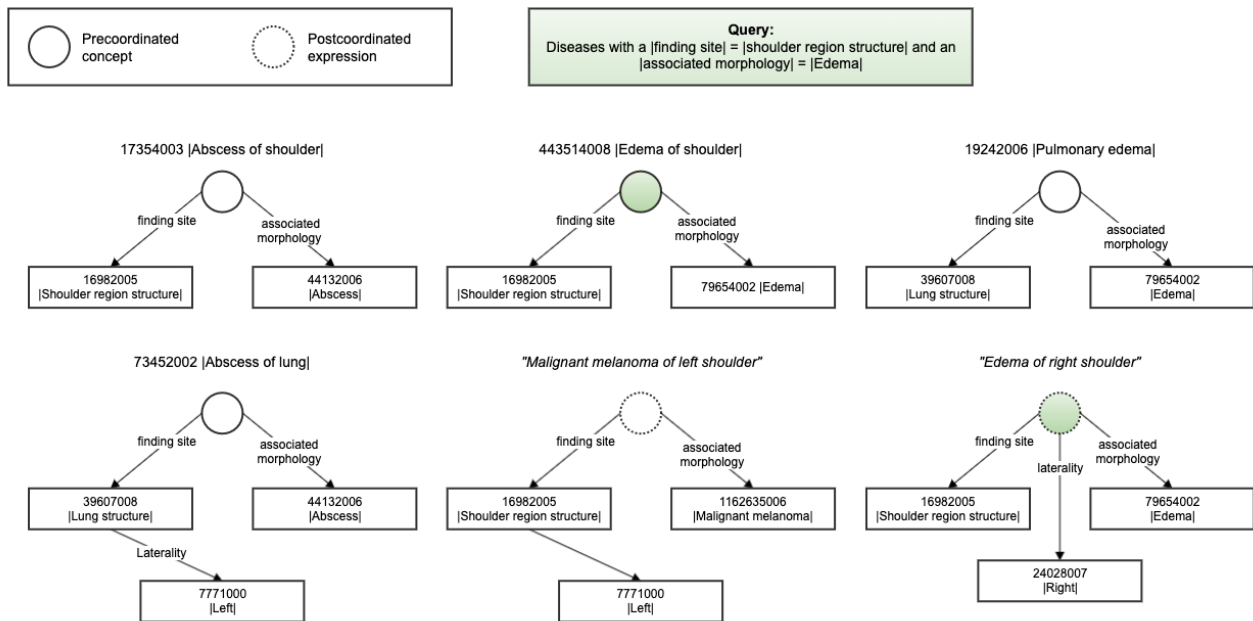 Precoordinated
concept
Postcoordinated
expression
Query:
Diseases with a |finding site| = |shoulder region structure| and an
|associated morphology| = |Edema|
17354003 |Abscess of shoulder|
finding site
associated
morphology
16982005
|Shoulder region structure|
44132006
|Abscess|
443514008 |Edema of shoulder|
finding site
associated
morphology
16982005
|Shoulder region structure|
79654002 |Edema|
19242006 |Pulmonary edema|
finding site
associated
morphology
39607008
|Lung structure|
79654002
|Edema|
73452002 |Abscess of lung|
finding site
associated
morphology
39607008
|Lung structure|
44132006
|Abscess|
Laterality
7771000
|Left|
"Malignant melanoma of left shoulder"
finding site
associated
morphology
16982005
|Shoulder region structure|
1162635006
|Malignant melanoma|
7771000
|Left|
"Edema of right shoulder"
finding site
laterality
associated
morphology
16982005
|Shoulder region structure|
79654002
|Edema|
24028007
|Right|